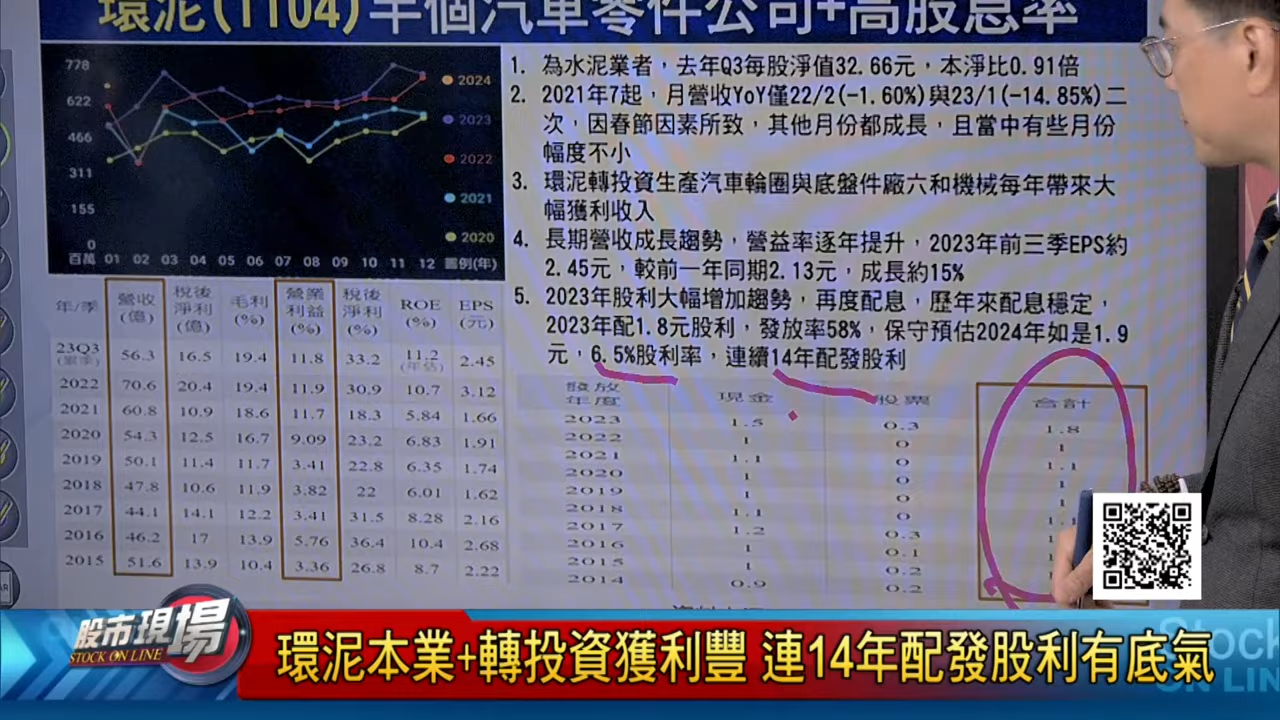 環泥(1104)半個汽車零件公司+高股息率
778
622
466
311
155
0
百萬 01 02 03 04 05 06 07 08 09 10 11 12 圖例(年)
2024
2023
2022
2021
2020
1. 為水泥業者，去年Q3每股淨值32.66元，本淨比0.91倍
2. 2021年7起，月營收YoY僅22/2(-1.60%)與23/1(-14.85%)二
次，因春節因素所致，其他月份都成長，且當中有些月份
幅度不小
3. 環泥轉投資生產汽車輪圈與底盤件廠六和機械每年帶來大
幅獲利收入
4. 長期營收成長趨勢，營益率逐年提升，2023年前三季EPS約
2.45元，較前一年同期2.13元，成長約15%
5. 2023年股利大幅增加趨勢，再度配息，歷年來配息穩定，
2023年配1.8元股利，發放率58%，保守預估2024年如是1.9
元，6.5%股利率，連續14年配發股利
年/季 營收(億) 稅後淨利(億) 毛利(%) 營業利益(%) 稅後淨利(%) ROE(%) EPS(元)
23Q3(累季) 56.3 16.5 19.4 11.8 33.2 11.2(年估) 2.45
2022 70.6 20.4 19.4 11.9 30.9 10.7 3.12
2021 60.8 10.9 18.6 11.7 18.3 5.84 1.66
2020 54.3 12.5 16.7 9.09 23.2 6.83 1.91
2019 50.1 11.4 11.7 3.41 22.8 6.35 1.74
2018 47.8 10.6 11.9 3.82 22 6.01 1.62
2017 44.1 14.1 12.2 3.41 31.5 8.28 2.16
2016 46.2 17 13.9 5.76 36.4 10.4 2.68
2015 51.6 13.9 10.4 3.36 26.8 8.7 2.22
股放年度 現金 股票 合計
2023 1.5 0.3 1.8
2022 1 0 1
2021 1.1 0 1.1
2020 1 0 1
2019 1 0 1
2018 1.1 0
2017 1.2 0.3
2016 1 0.1
2015 1 0.2
2014 0.9 0.2
股市現場
STOCK ON LINE
環泥本業+轉投資獲利豐 連14年配發股利有底氣
Stock
ON LIN